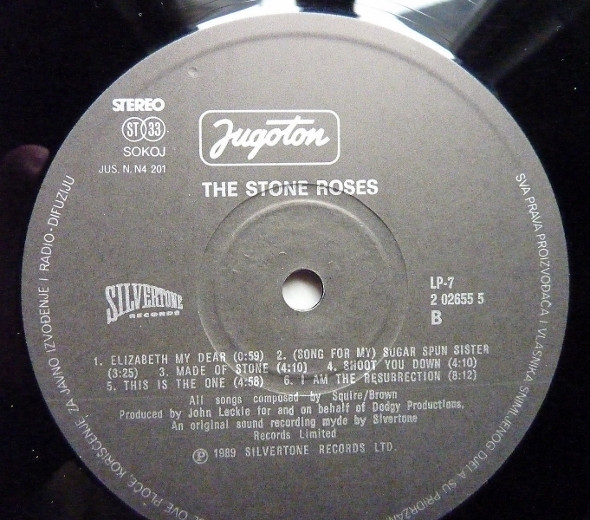 STEREO
ST 33
SOKOJ
JUS. N. N4 201
Jugoton
THE STONE ROSES
SILVERTONE
RECORDS
LP-7
2 02655 5
B
1. ELIZABETH MY DEAR (0:59) 2. (SONG FOR MY) SUGAR SPUN SISTER
(3:25) 3. MADE OF STONE (4:10) 4. SHOOT YOU DOWN (4:10)
5. THIS IS THE ONE (4:58) 6. I AM THE RESURRECTION (8:12)
All songs composed by Squire/Brown
Produced by John Leckie for and on behalf of Dodgy Productions.
An original sound recording myde by Silvertone
Records Limited
Ⓟ 1989 SILVERTONE RECORDS LTD.
SVA PRAVA PROIZVOĐAČA I VLASNIKA SNIMLJENOG DJELA SU PRIDRŽANA
OVE PLOČE KORIŠĆENJE ZA JAVNO IZVOĐENJE I RADIO-DIFUZIJU